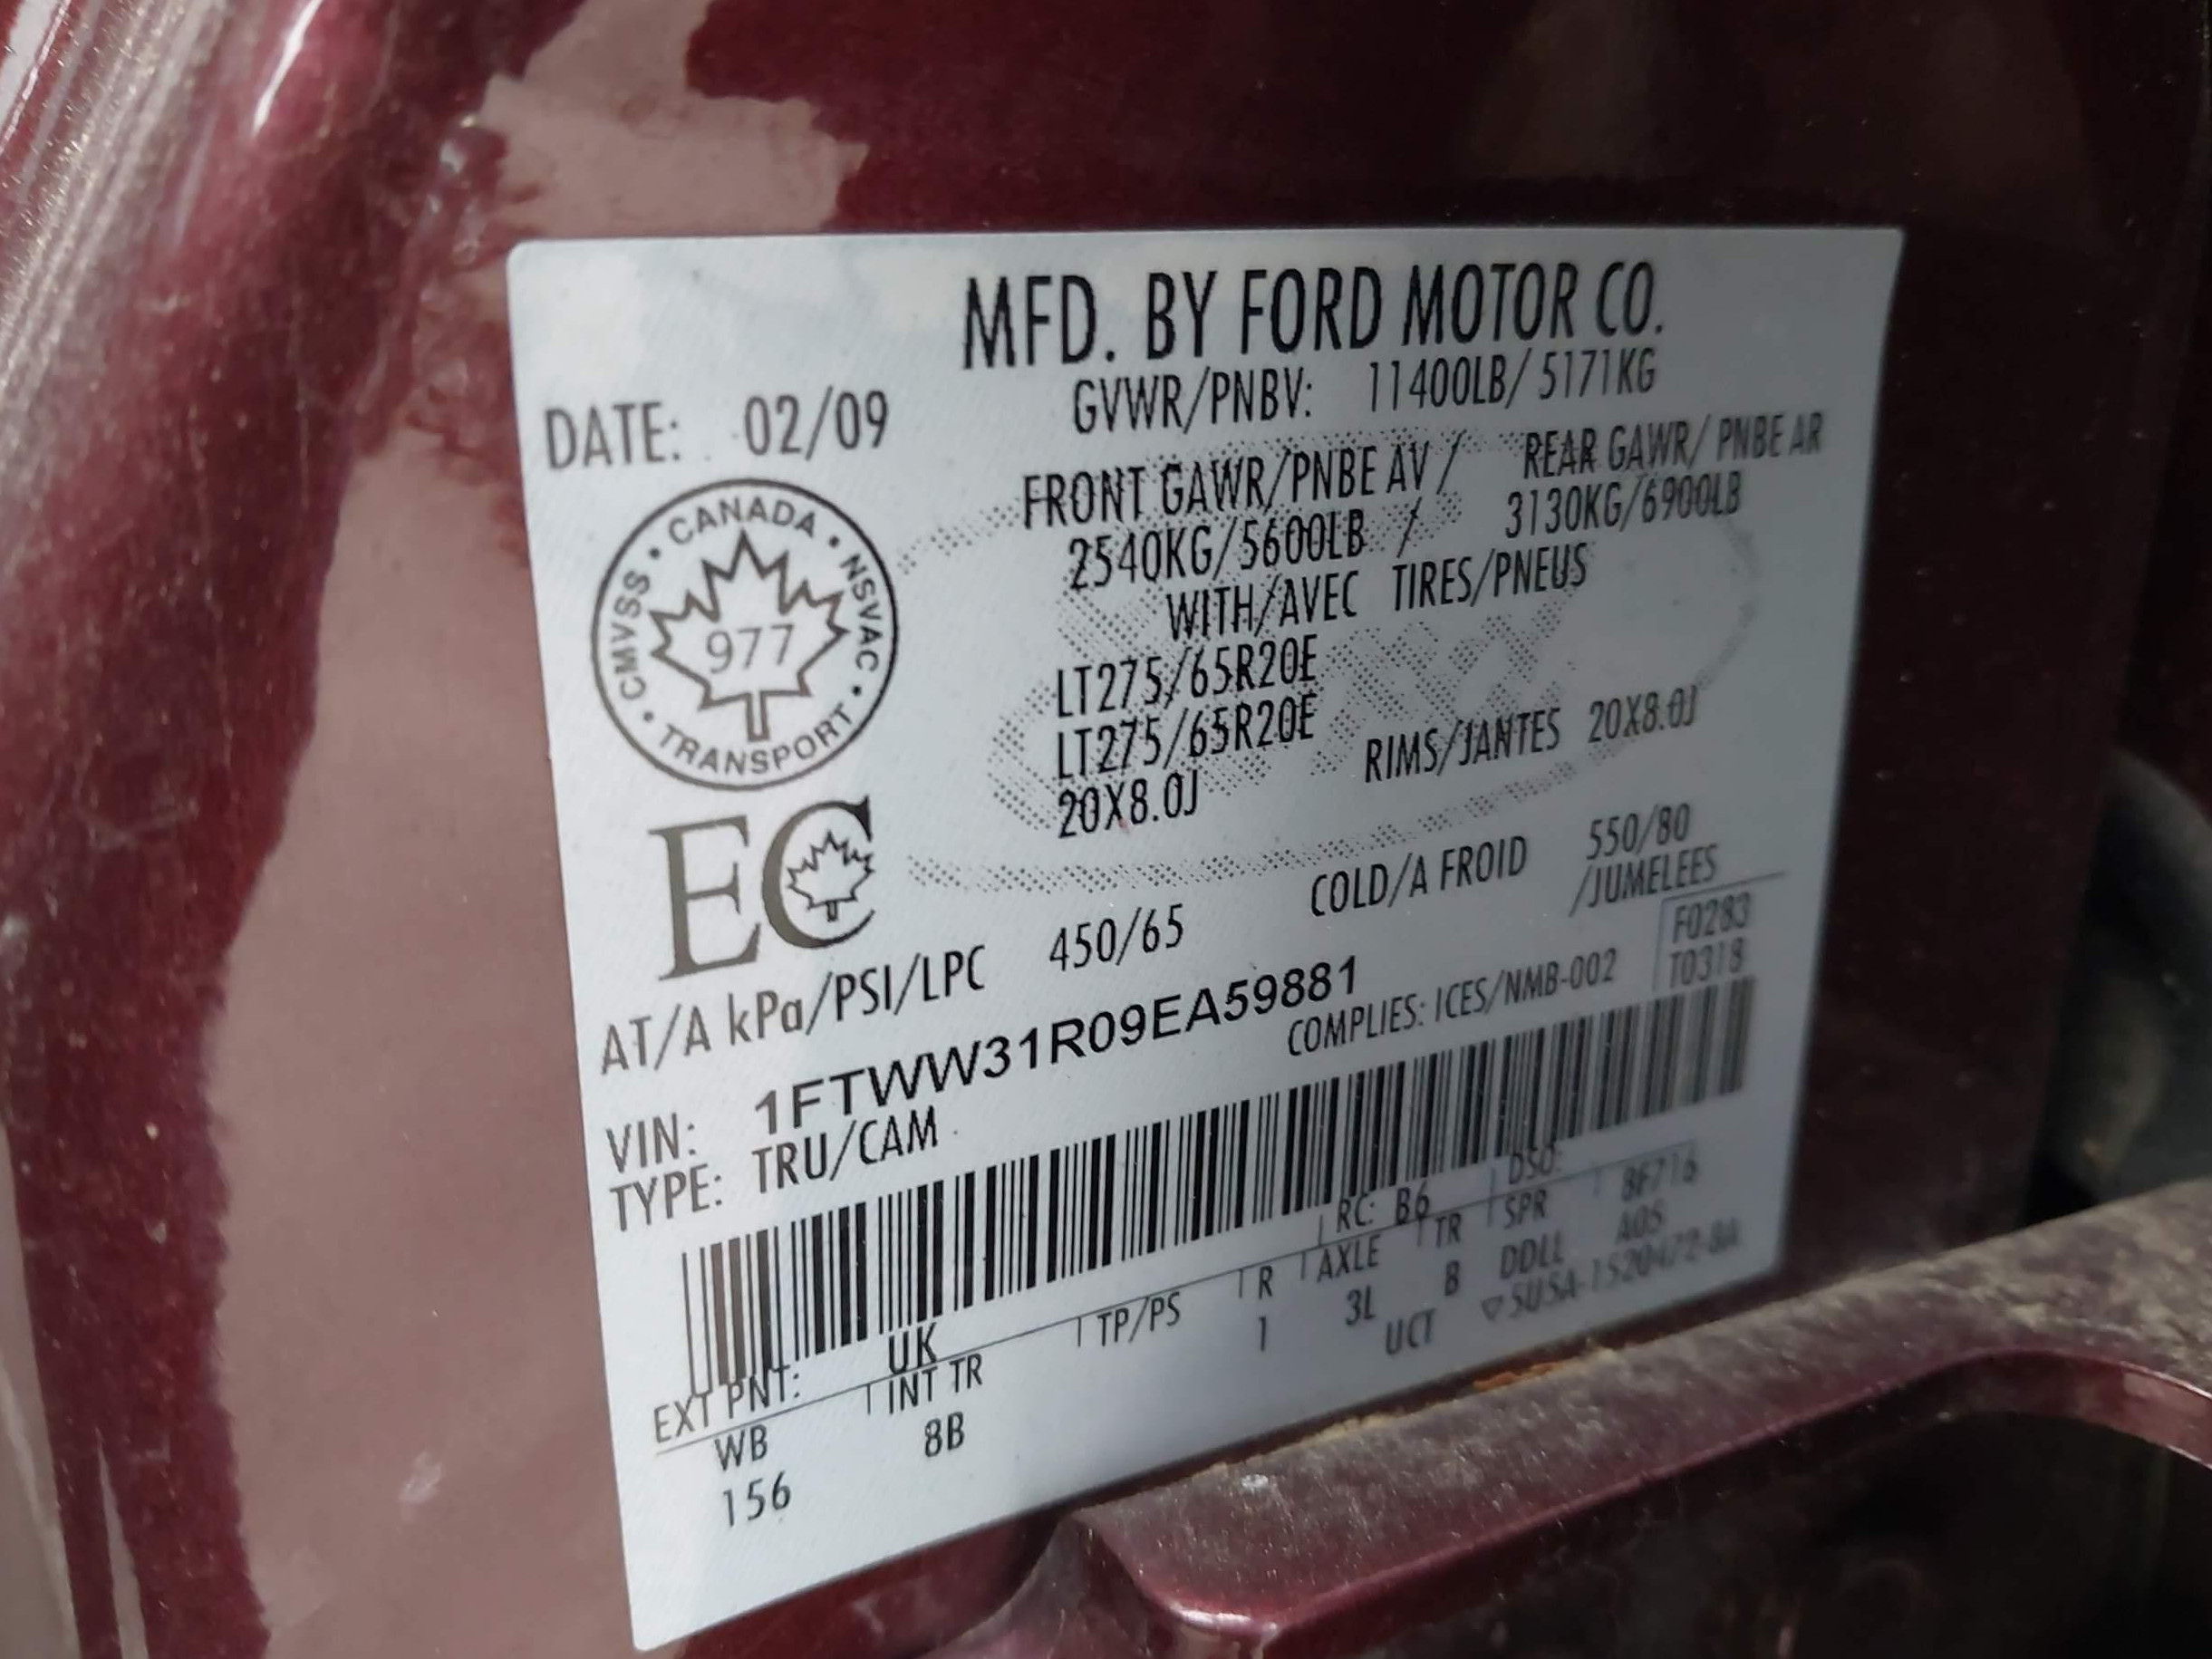 MFD. BY FORD MOTOR CO.
DATE: 02/09
GVWR/PNBV: 11400LB/ 5171KG
FRONT GAWR/PNBE AV / REAR GAWR/ PNBE AR
2540KG/5600LB / 3130KG/6900LB
WITH/AVEC TIRES/PNEUS
LT275/65R20E
LT275/65R20E
20X8.0J RIMS/JANTES 20X8.0J
CANADA • NSVAC • TRANSPORT • CMVSS •
977
EC
AT/A kPa/PSI/LPC 450/65 COLD/A FROID 550/80
/JUMELEES
VIN: 1FTWW31R09EA59881
COMPLIES: ICES/NMB-002
F0283
T0318
TYPE: TRU/CAM
EXT PNT: UK RC: B6 DSO:
WB INT TR TP/PS R AXLE TR SPR 8F716
156 8B 1 3L B DDLL A0S
UCT ▽5U5A-1520472-8A